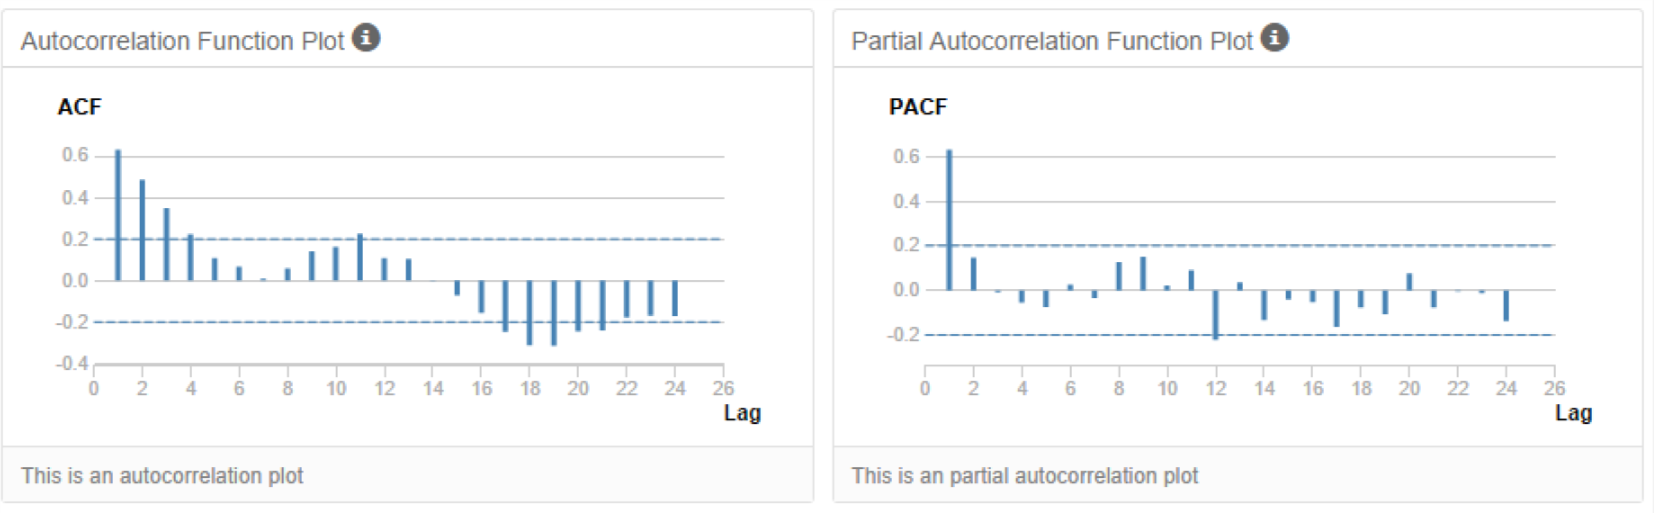 Autocorrelation Function Plot
ACF
0.6
0.4
0.2
0.0
-0.2
-0.4
0 2 4 6 8 10 12 14 16 18 20 22 24 26
Lag
This is an autocorrelation plot
Partial Autocorrelation Function Plot
PACF
0.6
0.4
0.2
0.0
-0.2
0 2 4 6 8 10 12 14 16 18 20 22 24 26
Lag
This is an partial autocorrelation plot